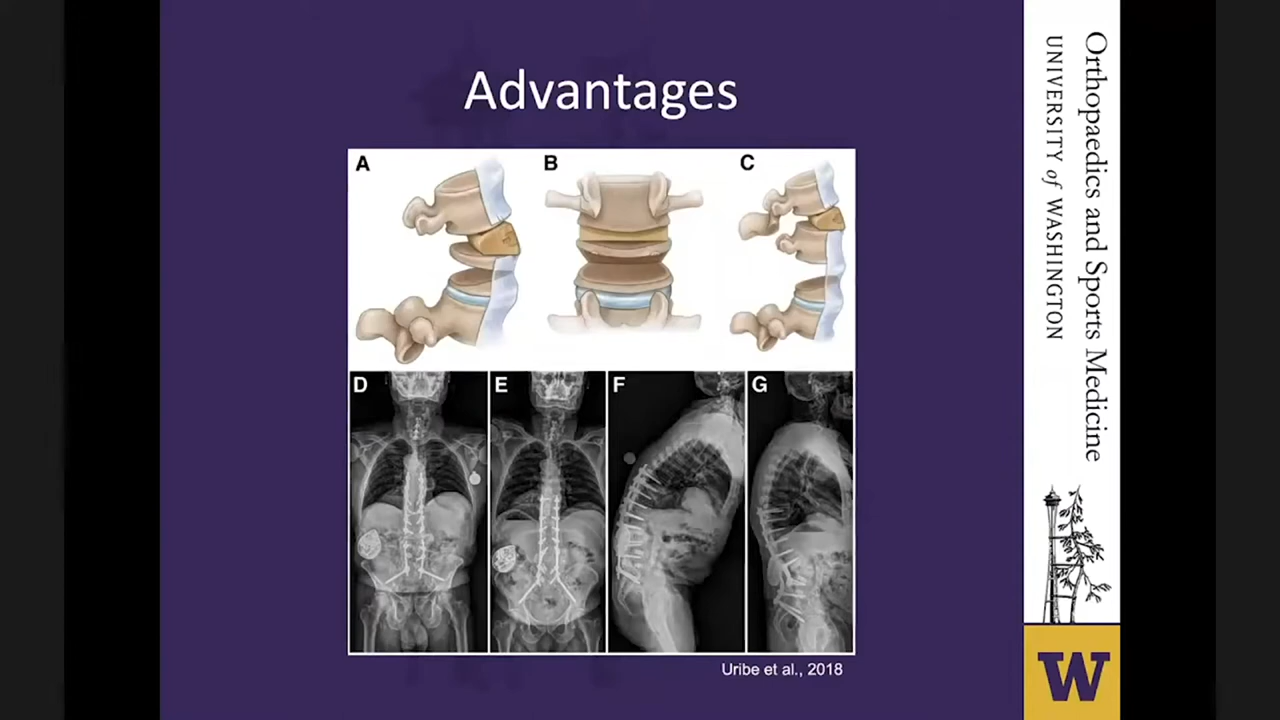 Advantages
A
B
C
D
E
F
G
Uribe et al., 2018
Orthopaedics and Sports Medicine
UNIVERSITY of WASHINGTON
W